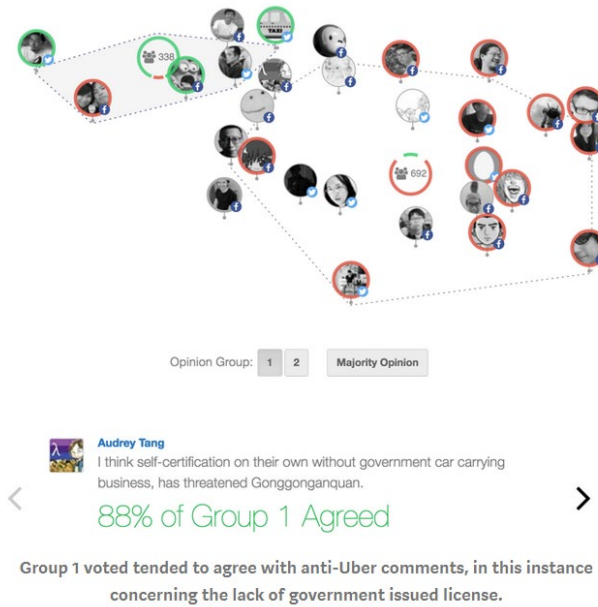 TAXI
338
692
Opinion Group: 1 2 Majority Opinion
Audrey Tang
I think self-certification on their own without government car carrying
business, has threatened Gonggonganquan.
88% of Group 1 Agreed
Group 1 voted tended to agree with anti-Uber comments, in this instance
concerning the lack of government issued license.